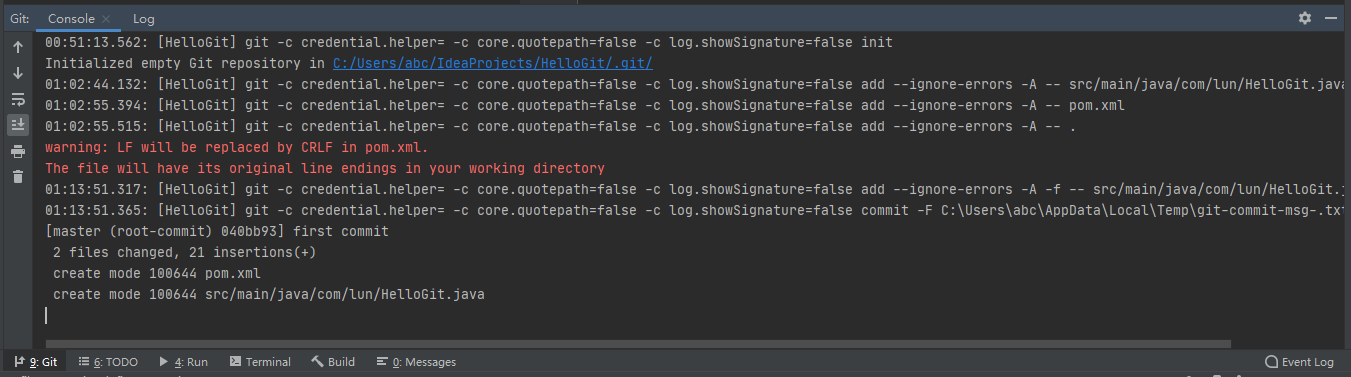 Git: Console × Log
00:51:13.562: [HelloGit] git -c credential.helper= -c core.quotepath=false -c log.showSignature=false init
Initialized empty Git repository in C:/Users/abc/IdeaProjects/HelloGit/.git/
01:02:44.132: [HelloGit] git -c credential.helper= -c core.quotepath=false -c log.showSignature=false add --ignore-errors -A -- src/main/java/com/lun/HelloGit.java
01:02:55.394: [HelloGit] git -c credential.helper= -c core.quotepath=false -c log.showSignature=false add --ignore-errors -A -- pom.xml
01:02:55.515: [HelloGit] git -c credential.helper= -c core.quotepath=false -c log.showSignature=false add --ignore-errors -A -- .
warning: LF will be replaced by CRLF in pom.xml.
The file will have its original line endings in your working directory
01:13:51.317: [HelloGit] git -c credential.helper= -c core.quotepath=false -c log.showSignature=false add --ignore-errors -A -f -- src/main/java/com/lun/HelloGit.j
01:13:51.365: [HelloGit] git -c credential.helper= -c core.quotepath=false -c log.showSignature=false commit -F C:\Users\abc\AppData\Local\Temp\git-commit-msg-.txt
[master (root-commit) 040bb93] first commit
 2 files changed, 21 insertions(+)
 create mode 100644 pom.xml
 create mode 100644 src/main/java/com/lun/HelloGit.java
9: Git 6: TODO 4: Run Terminal Build 0: Messages Event Log